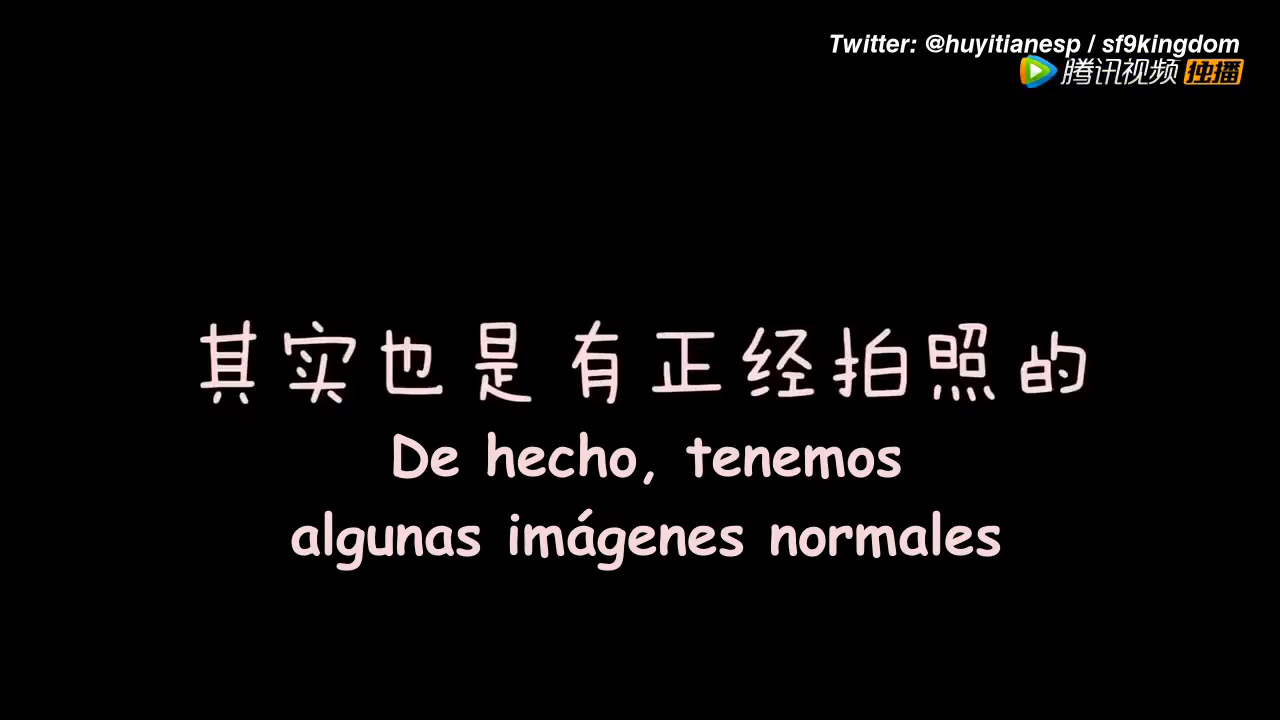 Twitter: @huyitianesp / sf9kingdom
腾讯视频 独播
其实也是有正经拍照的
De hecho, tenemos
algunas imágenes normales